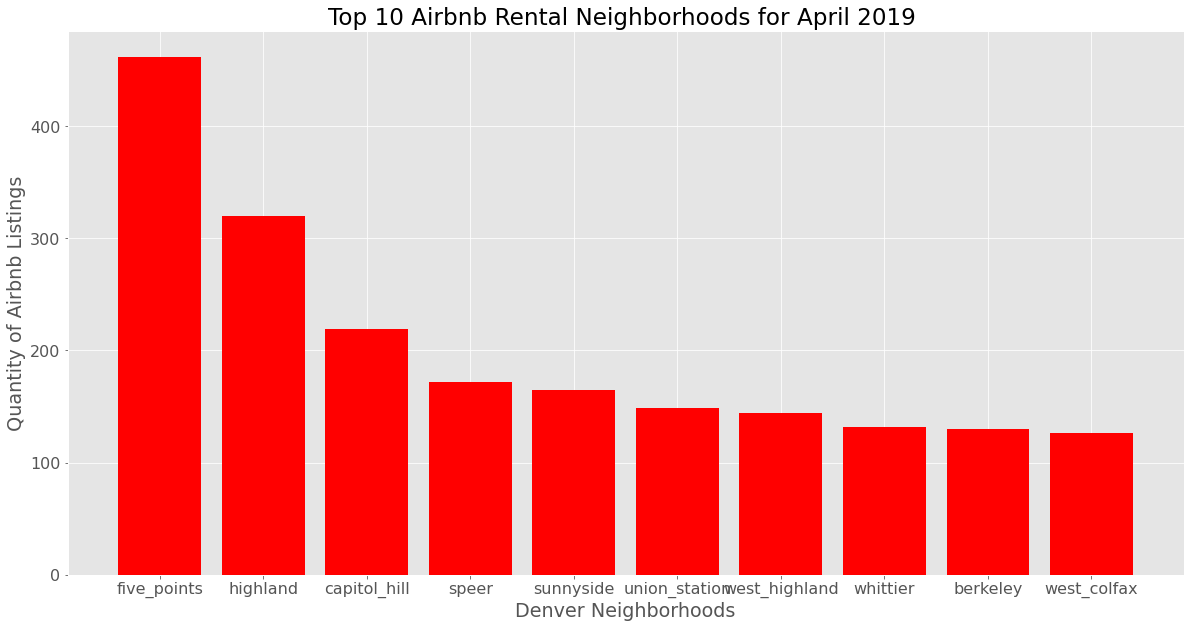 Top 10 Airbnb Rental Neighborhoods for April 2019
Quantity of Airbnb Listings
400
300
200
100
0
five_points highland capitol_hill speer sunnyside union_station west_highland whittier berkeley west_colfax
Denver Neighborhoods